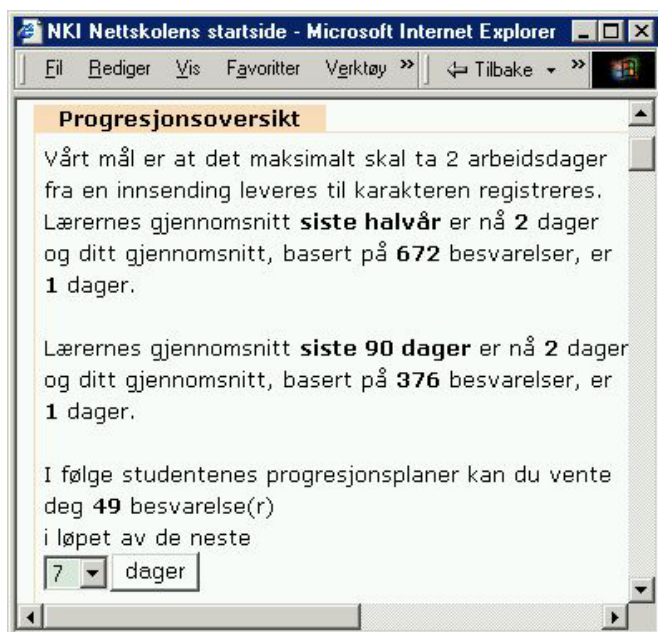 NKI Nettskolens startside - Microsoft Internet Explorer
Fil Rediger Vis Favoritter Verktøy » Tilbake »
Progresjonsoversikt
Vårt mål er at det maksimalt skal ta 2 arbeidsdager
fra en innsending leveres til karakteren registreres.
Lærernes gjennomsnitt siste halvår er nå 2 dager
og ditt gjennomsnitt, basert på 672 besvarelser, er
1 dager.
Lærernes gjennomsnitt siste 90 dager er nå 2 dager
og ditt gjennomsnitt, basert på 376 besvarelser, er
1 dager.
I følge studentenes progresjonsplaner kan du vente
deg 49 besvarelse(r)
i løpet av de neste
7 dager